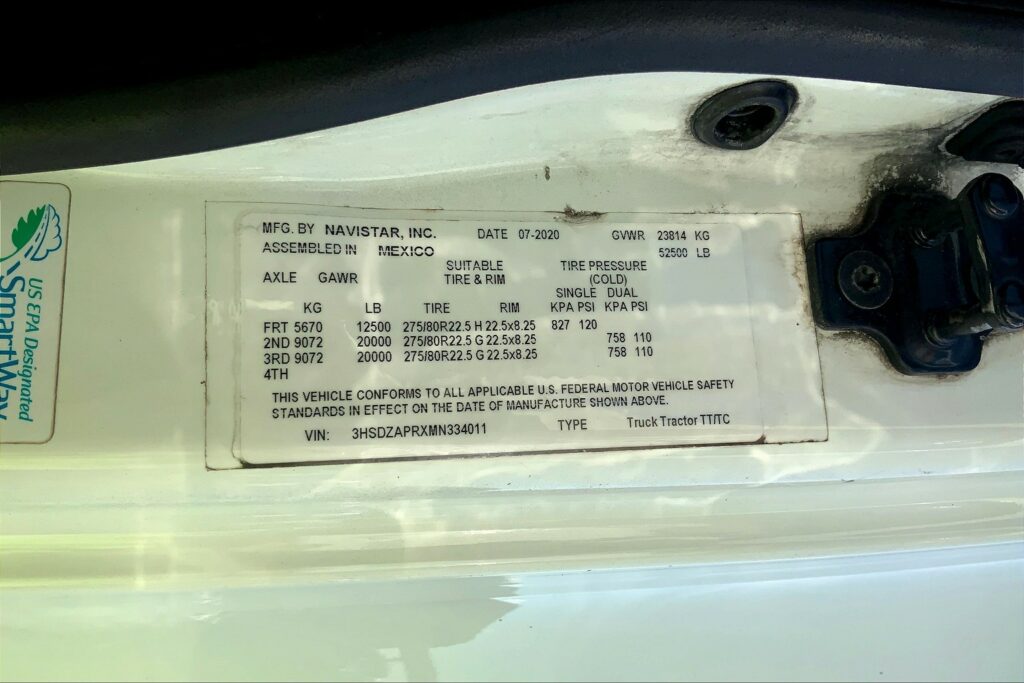 MFG. BY NAVISTAR, INC. DATE 07-2020 GVWR 23814 KG
ASSEMBLED IN MEXICO 52500 LB
SUITABLE TIRE PRESSURE
AXLE GAWR TIRE & RIM (COLD)
SINGLE DUAL
KG LB TIRE RIM KPA PSI KPA PSI
FRT 5670 12500 275/80R22.5 H 22.5x8.25 827 120
2ND 9072 20000 275/80R22.5 G 22.5x8.25 758 110
3RD 9072 20000 275/80R22.5 G 22.5x8.25 758 110
4TH
THIS VEHICLE CONFORMS TO ALL APPLICABLE U.S. FEDERAL MOTOR VEHICLE SAFETY
STANDARDS IN EFFECT ON THE DATE OF MANUFACTURE SHOWN ABOVE.
VIN: 3HSDZAPRXMN334011 TYPE Truck Tractor TT/TC
US EPA Designated
SmartWay